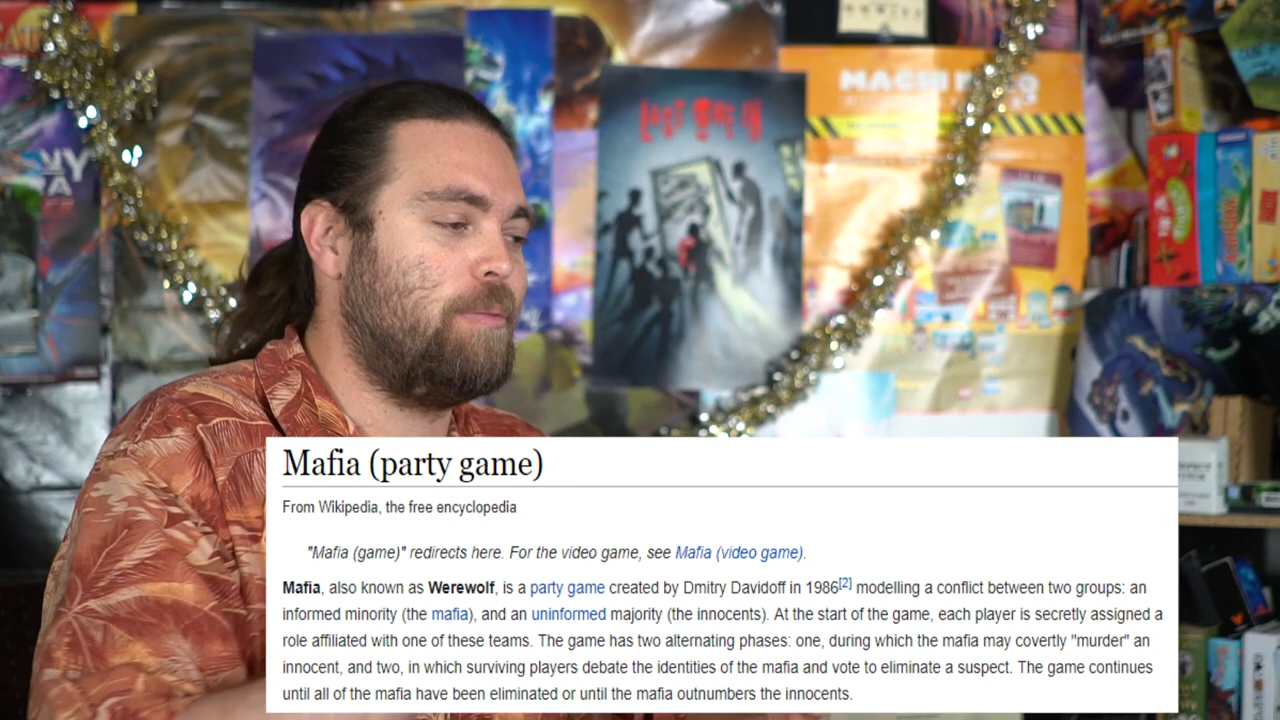 MACHI KORO
Mafia (party game)
From Wikipedia, the free encyclopedia
"Mafia (game)" redirects here. For the video game, see Mafia (video game).
Mafia, also known as Werewolf, is a party game created by Dmitry Davidoff in 1986[2] modelling a conflict between two groups: an
informed minority (the mafia), and an uninformed majority (the innocents). At the start of the game, each player is secretly assigned a
role affiliated with one of these teams. The game has two alternating phases: one, during which the mafia may covertly "murder" an
innocent, and two, in which surviving players debate the identities of the mafia and vote to eliminate a suspect. The game continues
until all of the mafia have been eliminated or until the mafia outnumbers the innocents.